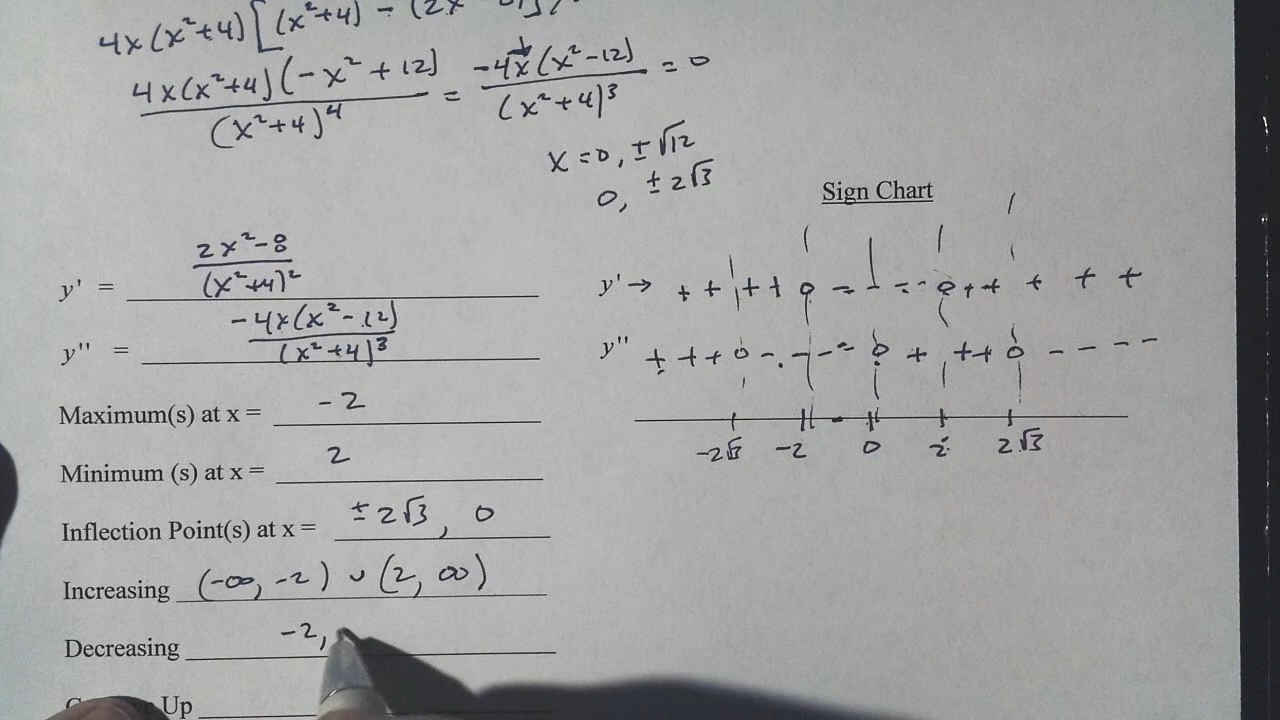 4x(x²+4)[(x²+4) - (2x²
4x(x²+4)(-x²+12) / (x²+4)⁴ = -4x(x²-12) / (x²+4)³ = 0
x = 0, ±√12
0, ±2√3
Sign Chart
y' = 2x²-8 / (x²+4)²
y'' = -4x(x²-12) / (x²+4)³
y' → + + + + 0 - - - - 0 + + + + +
y'' + + + 0 - - - - 0 + + + 0 - - - -
-2√3 -2 0 2 2√3
Maximum(s) at x = -2
Minimum (s) at x = 2
Inflection Point(s) at x = ±2√3, 0
Increasing (-∞, -2) ∪ (2, ∞)
Decreasing -2,
Up